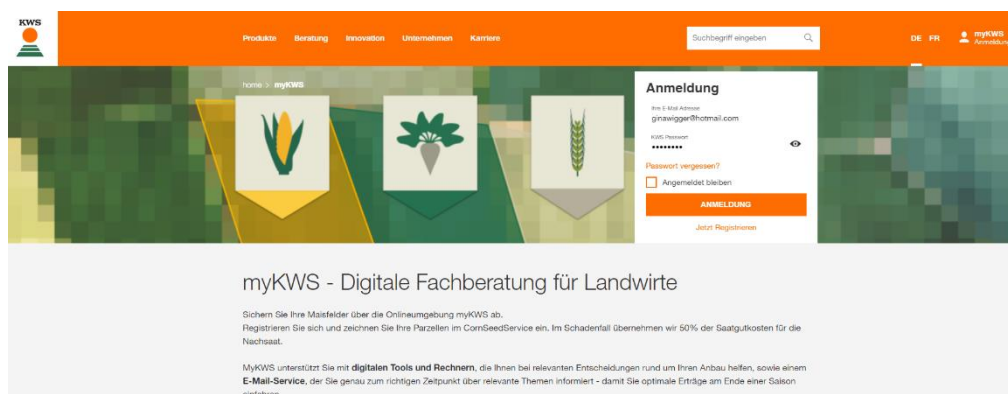 KWS
Produkte Beratung Innovation Unternehmen Karriere
Suchbegriff eingeben
DE FR
myKWS
Anmeldung
home > myKWS
Anmeldung
Ihre E-Mail-Adresse
ginawigger@hotmail.com
KWS Passwort
••••••••
Passwort vergessen?
Angemeldet bleiben
ANMELDUNG
Jetzt Registrieren
myKWS - Digitale Fachberatung für Landwirte
Sichern Sie Ihre Maisfelder über die Onlineumgebung myKWS ab.
Registrieren Sie sich und zeichnen Sie Ihre Parzellen im CornSeedService ein. Im Schadenfall übernehmen wir 50% der Saatgutkosten für die
Nachsaat.
MyKWS unterstützt Sie mit digitalen Tools und Rechnern, die Ihnen bei relevanten Entscheidungen rund um Ihren Anbau helfen, sowie einem
E-Mail-Service, der Sie genau zum richtigen Zeitpunkt über relevante Themen informiert - damit Sie optimale Erträge am Ende einer Saison
einfahren